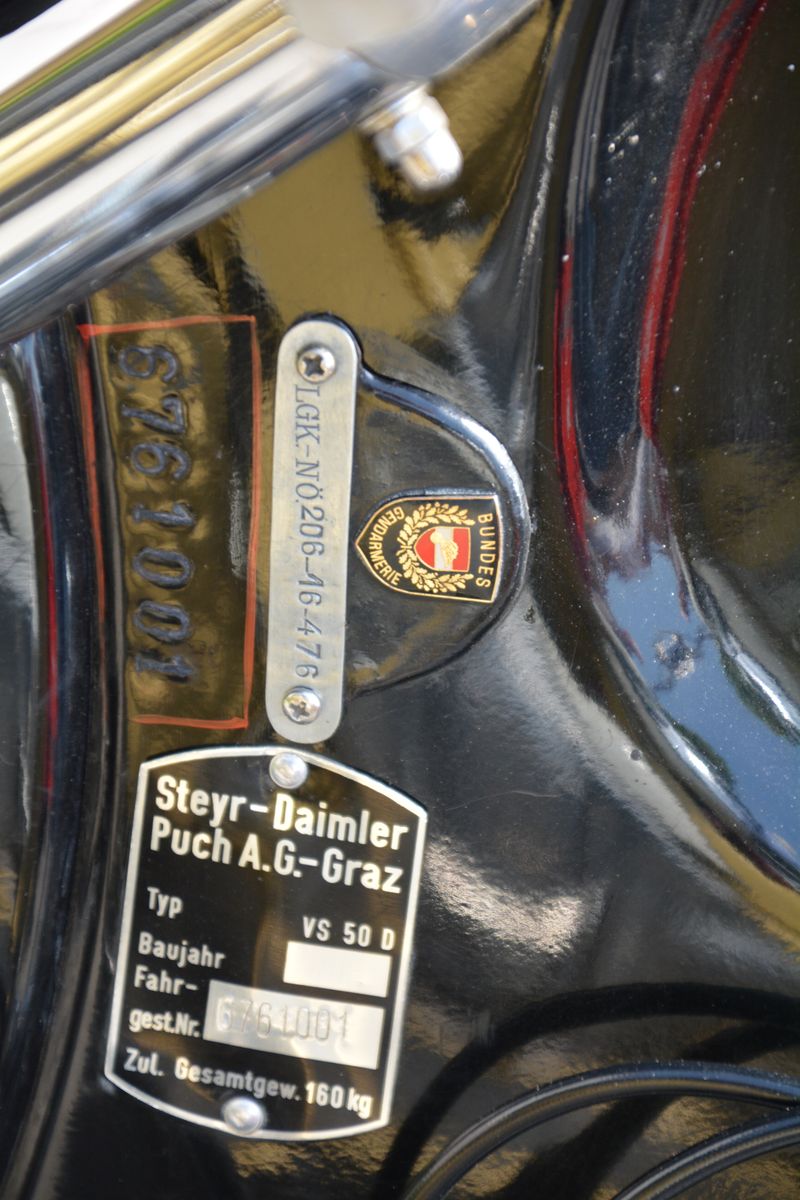 6761001
LGK-NÖ 206-16-476
BUNDES
GENDARMERIE
Steyr-Daimler
Puch A.G.-Graz
Typ
VS 50 D
Baujahr
Fahr-
gest.Nr. 6761001
Zul. Gesamtgew. 160 kg